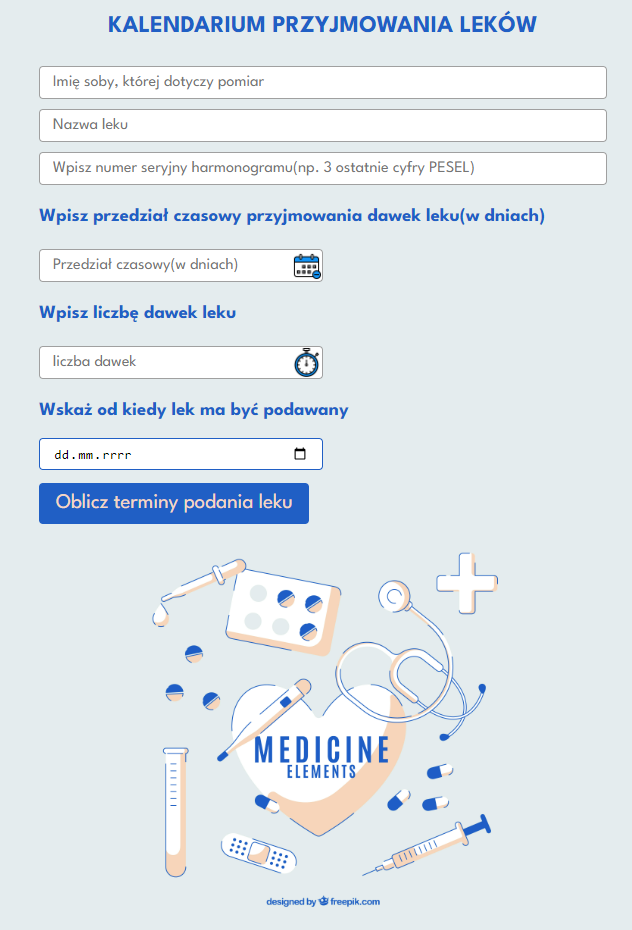 KALENDARIUM PRZYJMOWANIA LEKÓW
Imię soby, której dotyczy pomiar
Nazwa leku
Wpisz numer seryjny harmonogramu(np. 3 ostatnie cyfry PESEL)
Wpisz przedział czasowy przyjmowania dawek leku(w dniach)
Przedział czasowy(w dniach)
Wpisz liczbę dawek leku
liczba dawek
Wskaż od kiedy lek ma być podawany
dd.mm.rrrr
Oblicz terminy podania leku
MEDICINE
ELEMENTS
designed by freepik.com